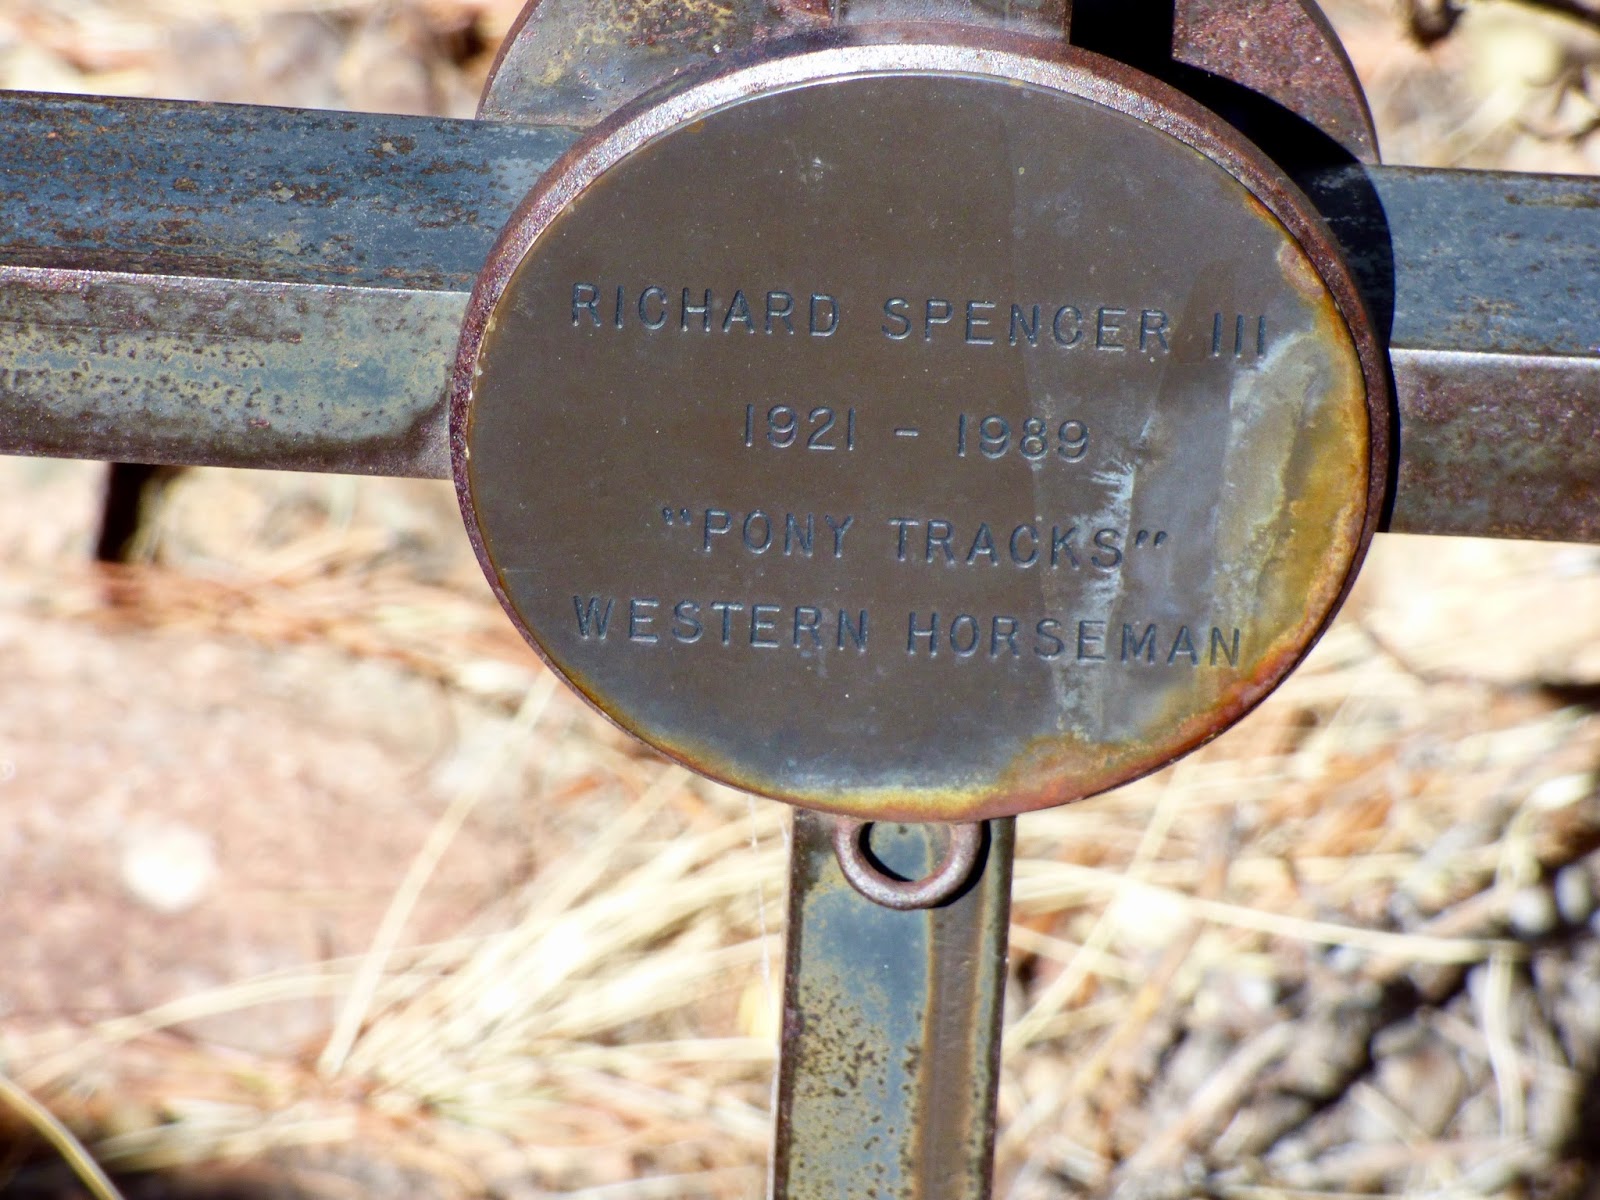 RICHARD SPENCER III
1921 - 1989
"PONY TRACKS"
WESTERN HORSEMAN